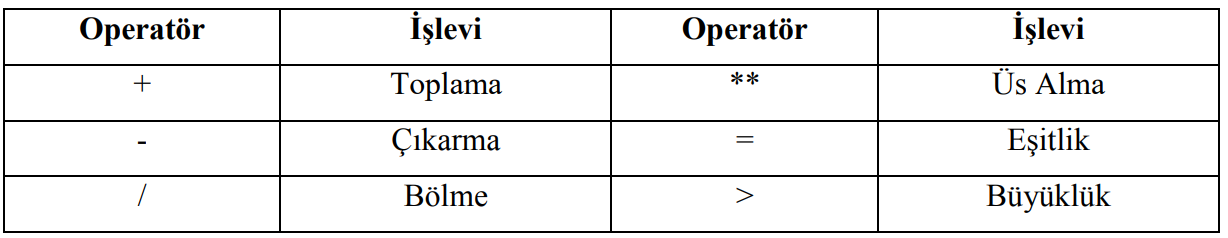 Operatör İşlevi Operatör İşlevi
+ Toplama ** Üs Alma
- Çıkarma = Eşitlik
/ Bölme > Büyüklük